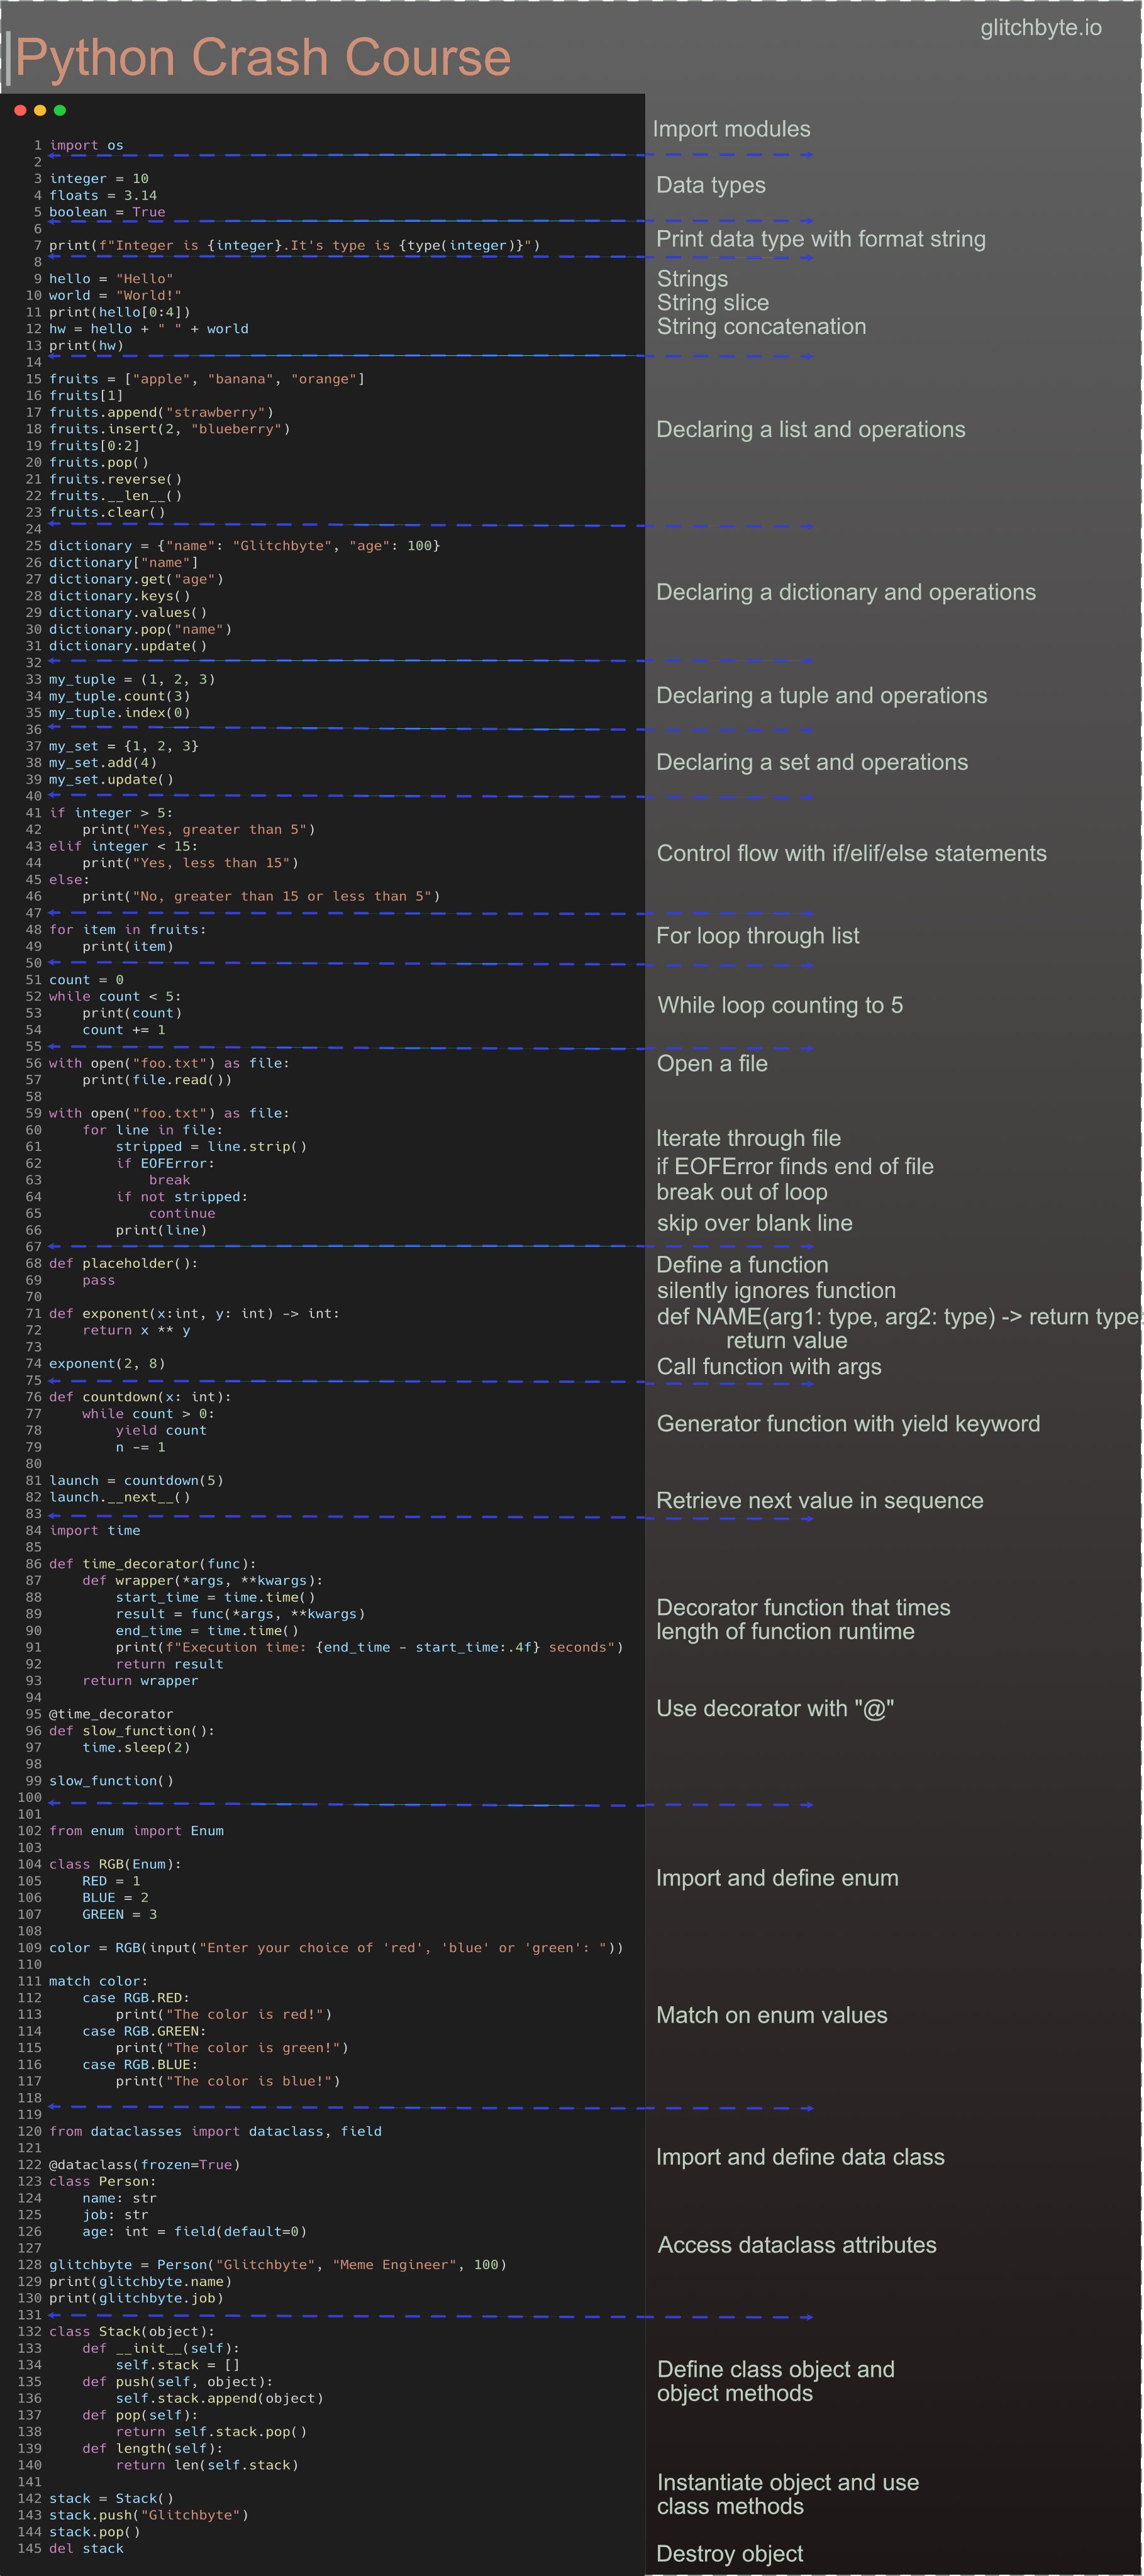 glitchbyte.io
Python Crash Course
Import modules
1 import os
2
3 integer = 10
Data types
4 floats = 3.14
5 boolean = True
6
Print data type with format string
7 print(f"Integer is {integer}.It's type is {type(integer)}")
8
Strings
9 hello = "Hello"
10 world = "World!"
String slice
11 print(hello[0:4])
String concatenation
12 hw = hello + " " + world
13 print(hw)
14
15 fruits = ["apple", "banana", "orange"]
16 fruits[1]
17 fruits.append("strawberry")
18 fruits.insert(2, "blueberry")
Declaring a list and operations
19 fruits[0:2]
20 fruits.pop()
21 fruits.reverse()
22 fruits.__len__()
23 fruits.clear()
24
25 dictionary = {"name": "Glitchbyte", "age": 100}
26 dictionary["name"]
27 dictionary.get("age")
28 dictionary.keys()
Declaring a dictionary and operations
29 dictionary.values()
30 dictionary.pop("name")
31 dictionary.update()
32
33 my_tuple = (1, 2, 3)
34 my_tuple.count(3)
Declaring a tuple and operations
35 my_tuple.index(0)
36
37 my_set = {1, 2, 3}
38 my_set.add(4)
Declaring a set and operations
39 my_set.update()
40
41 if integer > 5:
42     print("Yes, greater than 5")
43 elif integer < 15:
Control flow with if/elif/else statements
44     print("Yes, less than 15")
45 else:
46     print("No, greater than 15 or less than 5")
47
48 for item in fruits:
For loop through list
49     print(item)
50
51 count = 0
52 while count < 5:
While loop counting to 5
53     print(count)
54     count += 1
55
56 with open("foo.txt") as file:
Open a file
57     print(file.read())
58
59 with open("foo.txt") as file:
60     for line in file:
Iterate through file
61         stripped = line.strip()
62         if EOFError:
if EOFError finds end of file
63             break
break out of loop
64         if not stripped:
65             continue
skip over blank line
66         print(line)
67
68 def placeholder():
Define a function
69     pass
silently ignores function
70
71 def exponent(x:int, y: int) -> int:
def NAME(arg1: type, arg2: type) -> return type:
72     return x ** y
return value
73
74 exponent(2, 8)
Call function with args
75
76 def countdown(x: int):
77     while count > 0:
Generator function with yield keyword
78         yield count
79         n -= 1
80
81 launch = countdown(5)
82 launch.__next__()
Retrieve next value in sequence
83
84 import time
85
86 def time_decorator(func):
87     def wrapper(*args, **kwargs):
88         start_time = time.time()
Decorator function that times
89         result = func(*args, **kwargs)
90         end_time = time.time()
length of function runtime
91         print(f"Execution time: {end_time - start_time:.4f} seconds")
92         return result
93     return wrapper
94
Use decorator with "@"
95 @time_decorator
96 def slow_function():
97     time.sleep(2)
98
99 slow_function()
100
101
102 from enum import Enum
103
104 class RGB(Enum):
Import and define enum
105     RED = 1
106     BLUE = 2
107     GREEN = 3
108
109 color = RGB(input("Enter your choice of 'red', 'blue' or 'green': "))
110
111 match color:
112     case RGB.RED:
113         print("The color is red!")
Match on enum values
114     case RGB.GREEN:
115         print("The color is green!")
116     case RGB.BLUE:
117         print("The color is blue!")
118
119
120 from dataclasses import dataclass, field
121
Import and define data class
122 @dataclass(frozen=True)
123 class Person:
124     name: str
125     job: str
126     age: int = field(default=0)
127
Access dataclass attributes
128 glitchbyte = Person("Glitchbyte", "Meme Engineer", 100)
129 print(glitchbyte.name)
130 print(glitchbyte.job)
131
132 class Stack(object):
133     def __init__(self):
134         self.stack = []
Define class object and
135     def push(self, object):
object methods
136         self.stack.append(object)
137     def pop(self):
138         return self.stack.pop()
139     def length(self):
140         return len(self.stack)
141
Instantiate object and use
142 stack = Stack()
class methods
143 stack.push("Glitchbyte")
144 stack.pop()
145 del stack
Destroy object